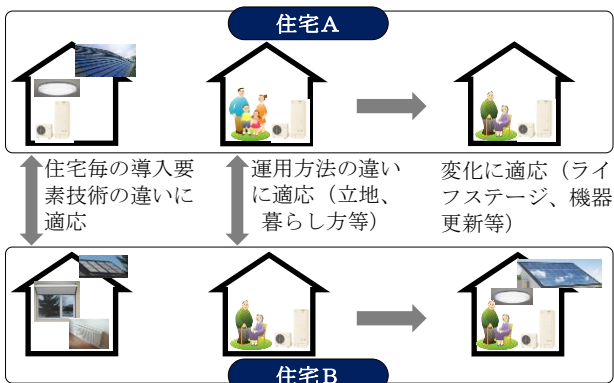 住宅A
住宅毎の導入要
素技術の違いに
適応
運用方法の違い
に適応（立地、
暮らし方等）
変化に適応（ライ
フステージ、機器
更新等）
住宅B